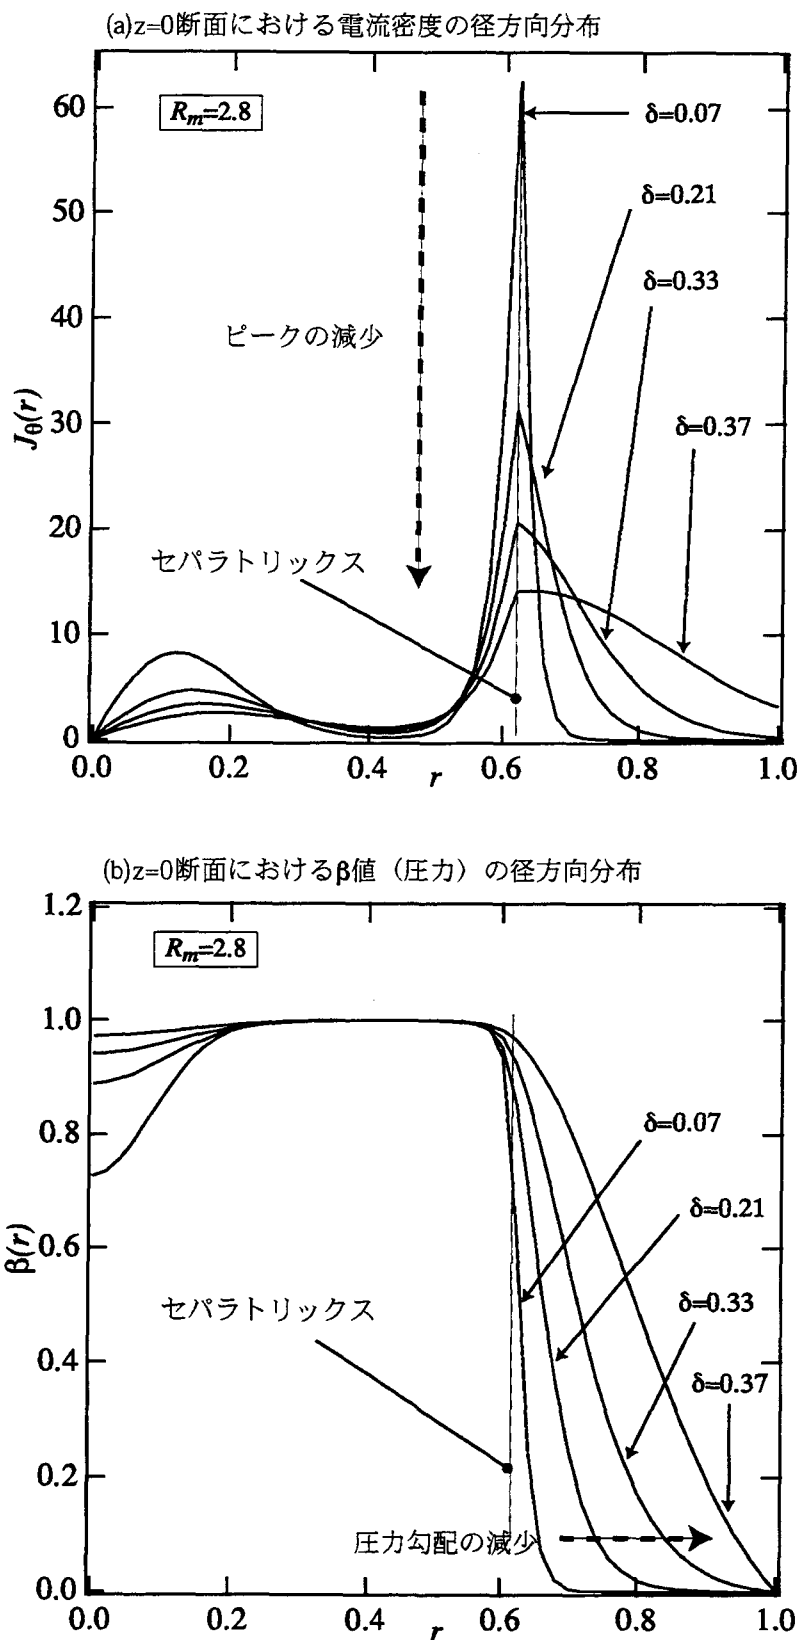 (a)z=0断面における電流密度の径方向分布
60
50
40
30
20
10
0
J_θ(r)
R_m=2.8
δ=0.07
δ=0.21
δ=0.33
δ=0.37
ピークの減少
セパラトリックス
0.0
0.2
0.4
0.6
0.8
1.0
r
(b)z=0断面におけるβ値（圧力）の径方向分布
1.2
1.0
0.8
0.6
0.4
0.2
0.0
β(r)
R_m=2.8
δ=0.07
δ=0.21
δ=0.33
δ=0.37
セパラトリックス
圧力勾配の減少
0.0
0.2
0.4
0.6
0.8
1.0
r